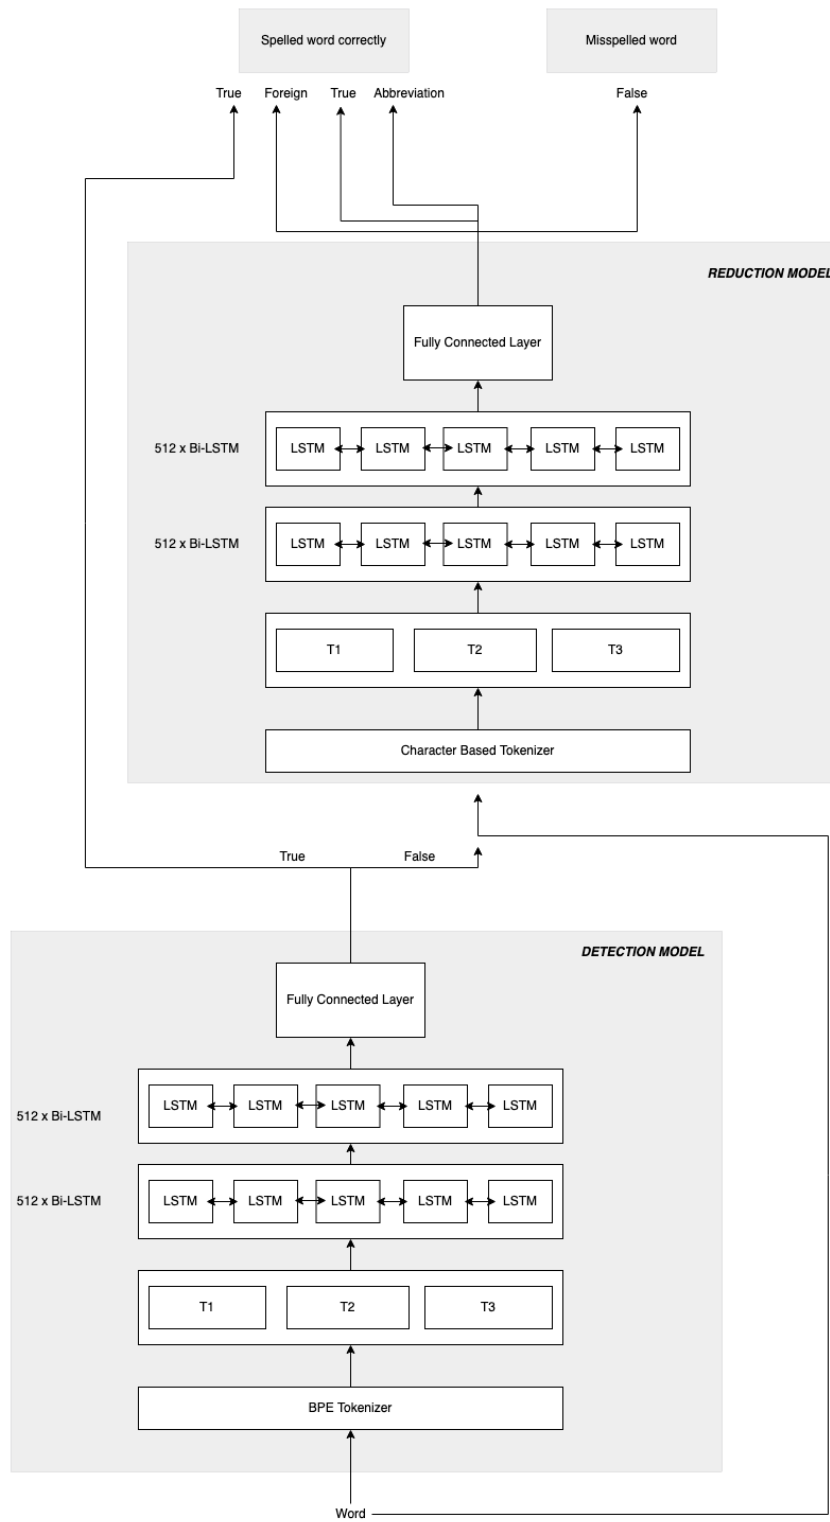 Spelled word correctly
Misspelled word
True
Foreign
True
Abbreviation
False
REDUCTION MODEL
Fully Connected Layer
512 x Bi-LSTM
LSTM
LSTM
LSTM
LSTM
LSTM
512 x Bi-LSTM
LSTM
LSTM
LSTM
LSTM
LSTM
T1
T2
T3
Character Based Tokenizer
True
False
DETECTION MODEL
Fully Connected Layer
512 x Bi-LSTM
LSTM
LSTM
LSTM
LSTM
LSTM
512 x Bi-LSTM
LSTM
LSTM
LSTM
LSTM
LSTM
T1
T2
T3
BPE Tokenizer
Word